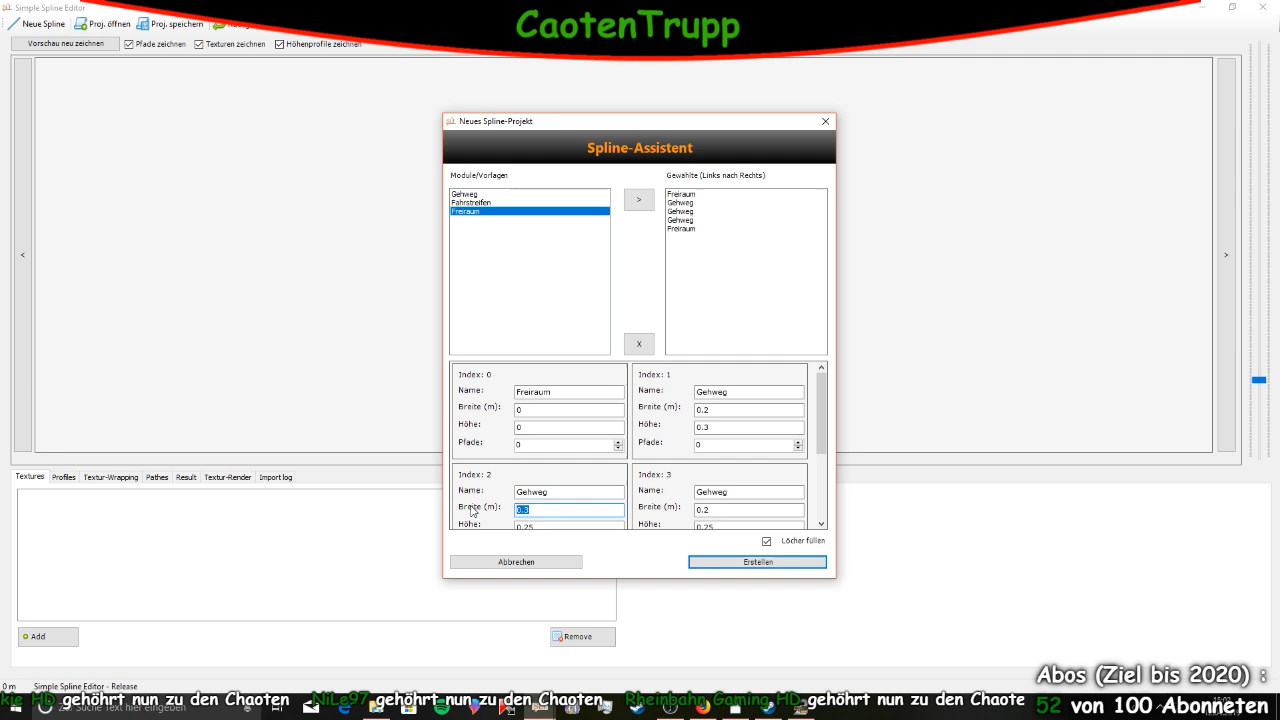 Simple Spline Editor
CaotenTrupp
Neue Spline
Proj. öffnen
Proj. speichern
Vorschau neu zeichnen
Pfade zeichnen
Texturen zeichnen
Höhenprofile zeichnen
Neues Spline-Projekt
Spline-Assistent
Module/Vorlagen
Gewählte (Links nach Rechts)
Gehweg
Fahrstreifen
Freiraum
>
X
Freiraum
Gehweg
Gehweg
Gehweg
Freiraum
<
>
Index: 0
Name: Freiraum
Breite (m): 0
Höhe: 0
Pfade: 0
Index: 1
Name: Gehweg
Breite (m): 0.2
Höhe: 0.3
Pfade: 0
Index: 2
Name: Gehweg
Breite (m): 0.3
Höhe: 0.25
Index: 3
Name: Gehweg
Breite (m): 0.2
Höhe: 0.25
Löcher füllen
Abbrechen
Erstellen
Textures
Profiles
Textur-Wrapping
Pathes
Result
Textur-Render
Import log
Add
Remove
0 m
Simple Spline Editor - Release
Abos (Ziel bis 2020) :
52 von 100 Abonneten
kie HD gehöhrt nun zu den Chaoten NiLe97 gehöhrt nun zu den Chaoten Rheinbahn Gaming HD gehöhrt nun zu den Chaote